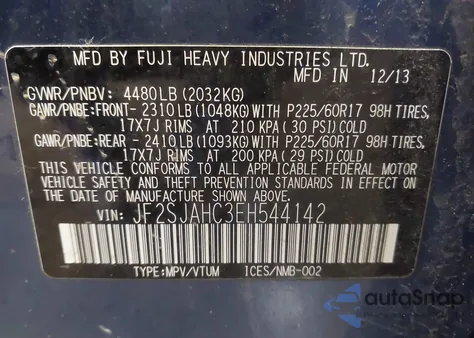 MFD BY FUJI HEAVY INDUSTRIES LTD.
MFD IN 12/13
GVWR/PNBV: 4480LB(2032KG)
GAWR/PNBE:FRONT-2310LB(1048KG)WITH P225/60R17 98H TIRES,
17X7J RIMS AT 210 KPA(30 PSI)COLD
GAWR/PNBE:REAR -2410LB(1093KG)WITH P225/60R17 98H TIRES,
17X7J RIMS AT 200 KPA(29 PSI)COLD
THIS VEHICLE CONFORMS TO ALL APPLICABLE FEDERAL MOTOR
VEHICLE SAFETY AND THEFT PREVENTION STANDARDS IN EFFECT ON
THE DATE OF MANUFACTURE SHOWN ABOVE.
VIN: JF2SJAHC3EH544142
TYPE:MPV/VTUM ICES/NMB-002
autoSnap